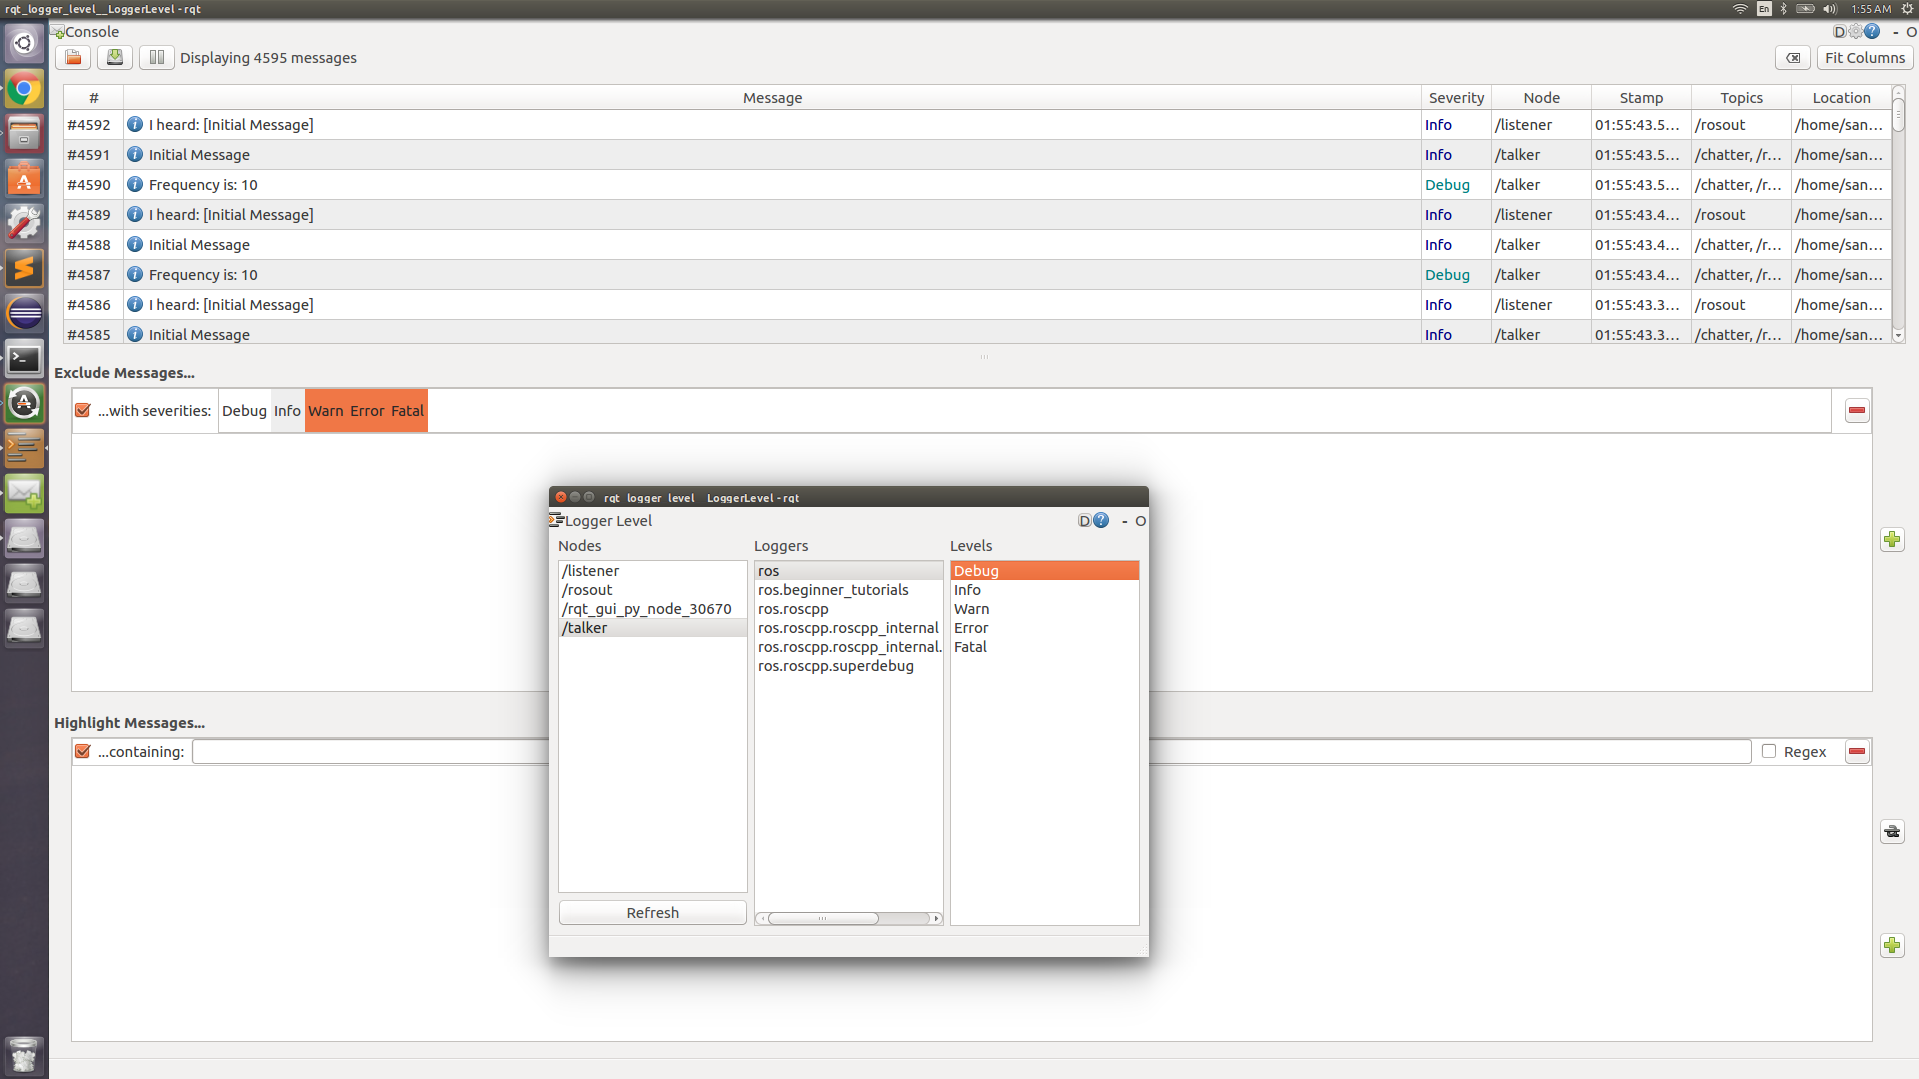 rqt_logger_level__LoggerLevel - rqt
En 1:55 AM
Console
D - O
Displaying 4595 messages
Fit Columns
# Message Severity Node Stamp Topics Location
#4592 I heard: [Initial Message] Info /listener 01:55:43.5... /rosout /home/san...
#4591 Initial Message Info /talker 01:55:43.5... /chatter, /r... /home/san...
#4590 Frequency is: 10 Debug /talker 01:55:43.5... /chatter, /r... /home/san...
#4589 I heard: [Initial Message] Info /listener 01:55:43.4... /rosout /home/san...
#4588 Initial Message Info /talker 01:55:43.4... /chatter, /r... /home/san...
#4587 Frequency is: 10 Debug /talker 01:55:43.4... /chatter, /r... /home/san...
#4586 I heard: [Initial Message] Info /listener 01:55:43.3... /rosout /home/san...
#4585 Initial Message Info /talker 01:55:43.3... /chatter, /r... /home/san...
Exclude Messages...
...with severities: Debug Info Warn Error Fatal
rqt_logger_level__LoggerLevel - rqt
Logger Level
D - O
Nodes
/listener
/rosout
/rqt_gui_py_node_30670
/talker
Refresh
Loggers
ros
ros.beginner_tutorials
ros.roscpp
ros.roscpp.roscpp_internal
ros.roscpp.roscpp_internal.
ros.roscpp.superdebug
Levels
Debug
Info
Warn
Error
Fatal
Highlight Messages...
...containing:
Regex